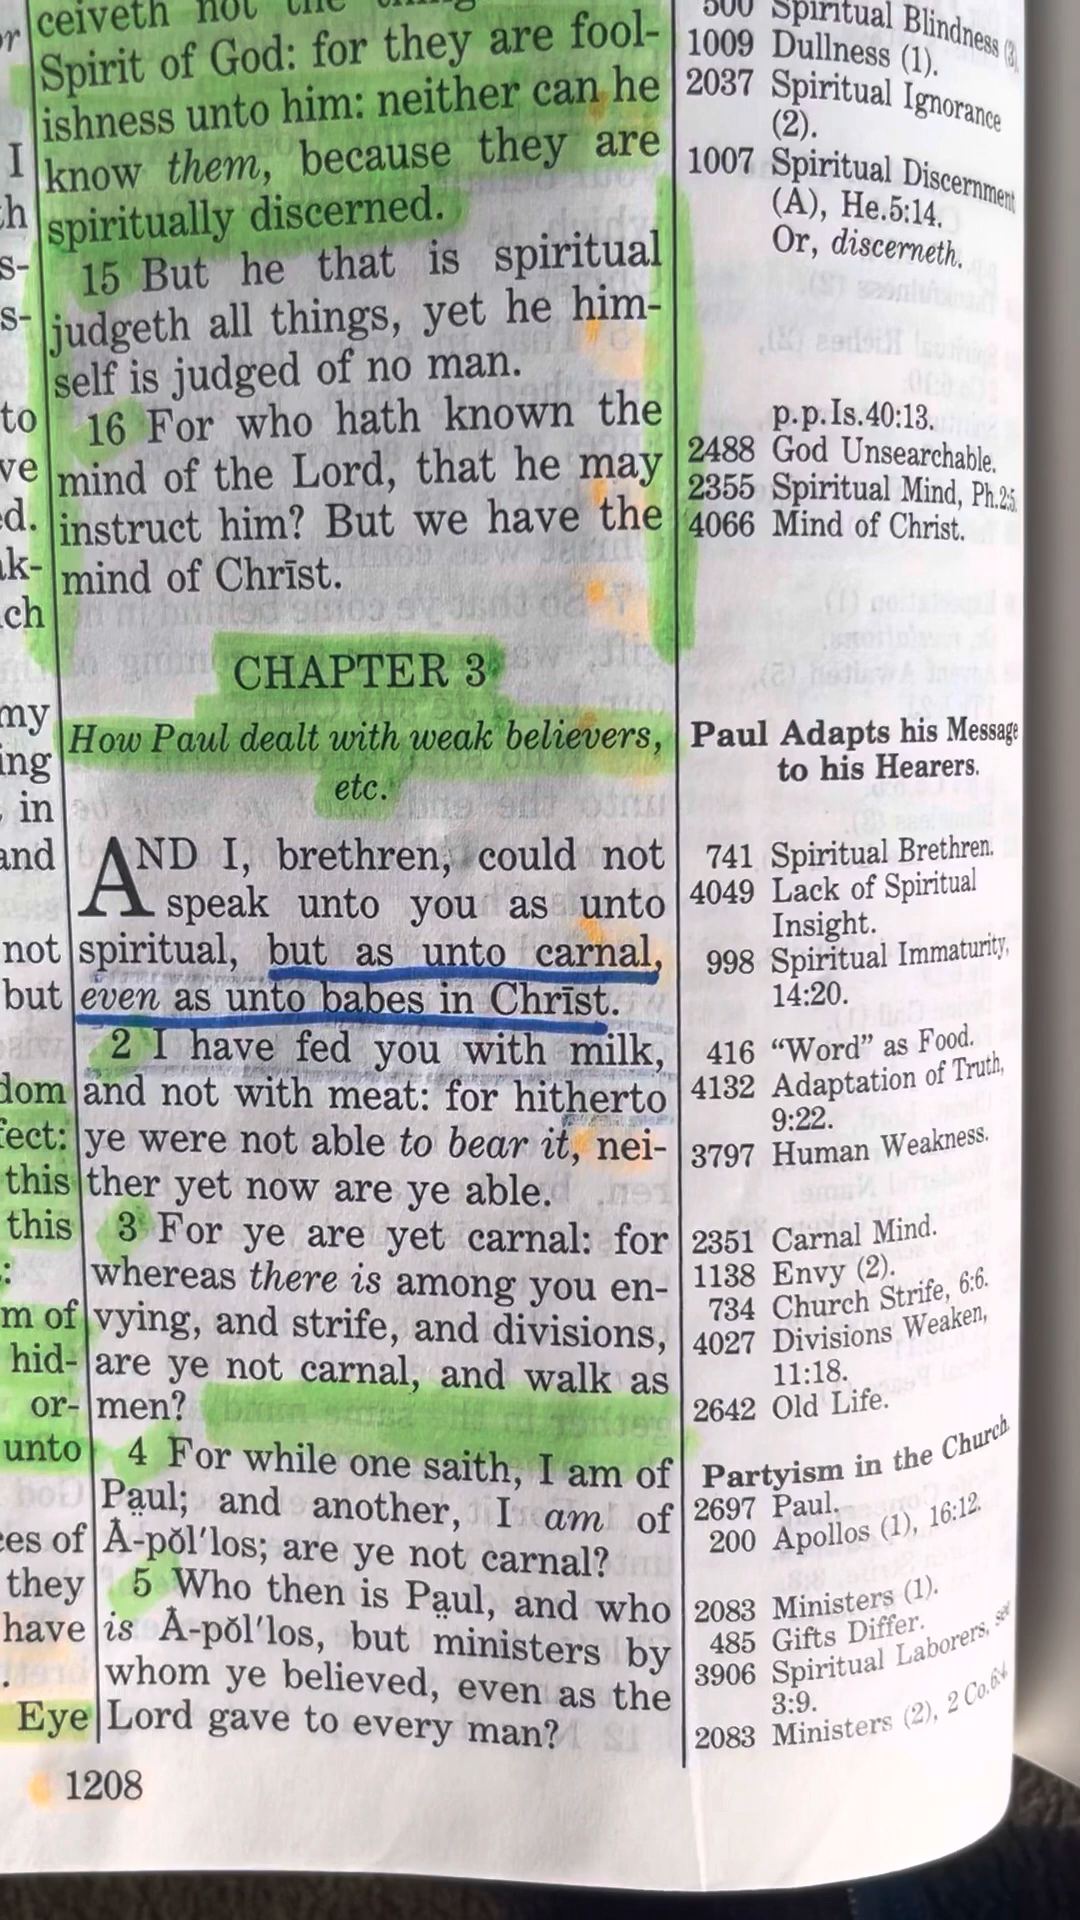 ceiveth not the
Spirit of God: for they are fool-
ishness unto him: neither can he
know them, because they are
spiritually discerned.
15 But he that is spiritual
judgeth all things, yet he him-
self is judged of no man.
16 For who hath known the
mind of the Lord, that he may
instruct him? But we have the
mind of Chrīst.
CHAPTER 3
How Paul dealt with weak believers,
etc.
AND I, brethren, could not
speak unto you as unto
spiritual, but as unto carnal,
even as unto babes in Chrīst.
2 I have fed you with milk,
and not with meat: for hitherto
ye were not able to bear it, nei-
ther yet now are ye able.
3 For ye are yet carnal: for
whereas there is among you en-
vying, and strife, and divisions,
are ye not carnal, and walk as
men?
4 For while one saith, I am of
Pa̤ul; and another, I am of
Ā-pŏl'los; are ye not carnal?
5 Who then is Pa̤ul, and who
is Ā-pŏl'los, but ministers by
whom ye believed, even as the
Lord gave to every man?
1208
500 Spiritual Blindness (3).
1009 Dullness (1).
2037 Spiritual Ignorance
(2).
1007 Spiritual Discernment
(A), He.5:14.
Or, discerneth.
p.p.Is.40:13.
2488 God Unsearchable.
2355 Spiritual Mind, Ph.2:5.
4066 Mind of Christ.
Paul Adapts his Message
to his Hearers.
741 Spiritual Brethren.
4049 Lack of Spiritual
Insight.
998 Spiritual Immaturity,
14:20.
416 “Word” as Food.
4132 Adaptation of Truth,
9:22.
3797 Human Weakness.
2351 Carnal Mind.
1138 Envy (2).
734 Church Strife, 6:6.
4027 Divisions Weaken,
11:18.
2642 Old Life.
Partyism in the Church.
2697 Paul.
200 Apollos (1), 16:12.
2083 Ministers (1).
485 Gifts Differ.
3906 Spiritual Laborers, see
3:9.
2083 Ministers (2), 2 Co.6:4.
I
to
ed.
my
in
and
not
but
this
this
m of
hid-
or-
unto
es of
they
have
Eye